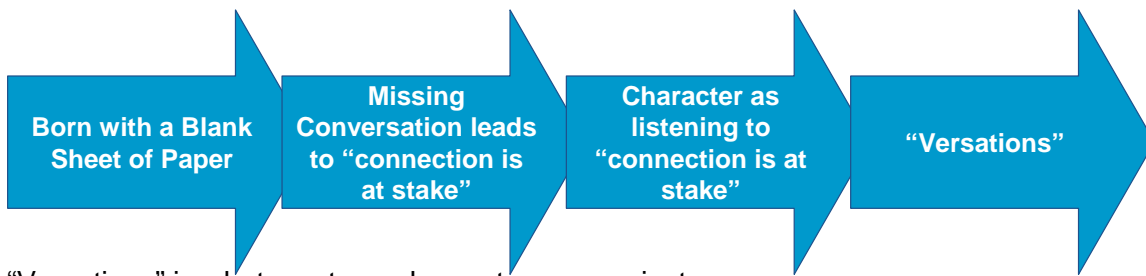 Born with a Blank
Sheet of Paper
Missing
Conversation leads
to “connection is
at stake”
Character as
listening to
“connection is at
stake”
“Versations”